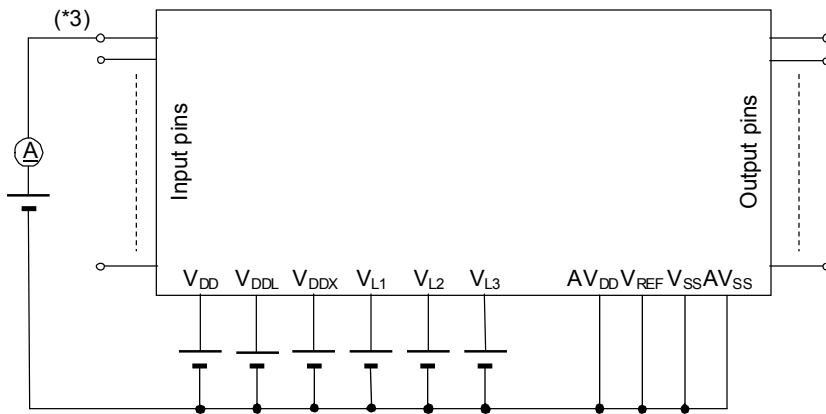 (*3)
A
Input pins
Output pins
VDD VDDL VDDX VL1 VL2 VL3 AVDD VREF VSS AVSS